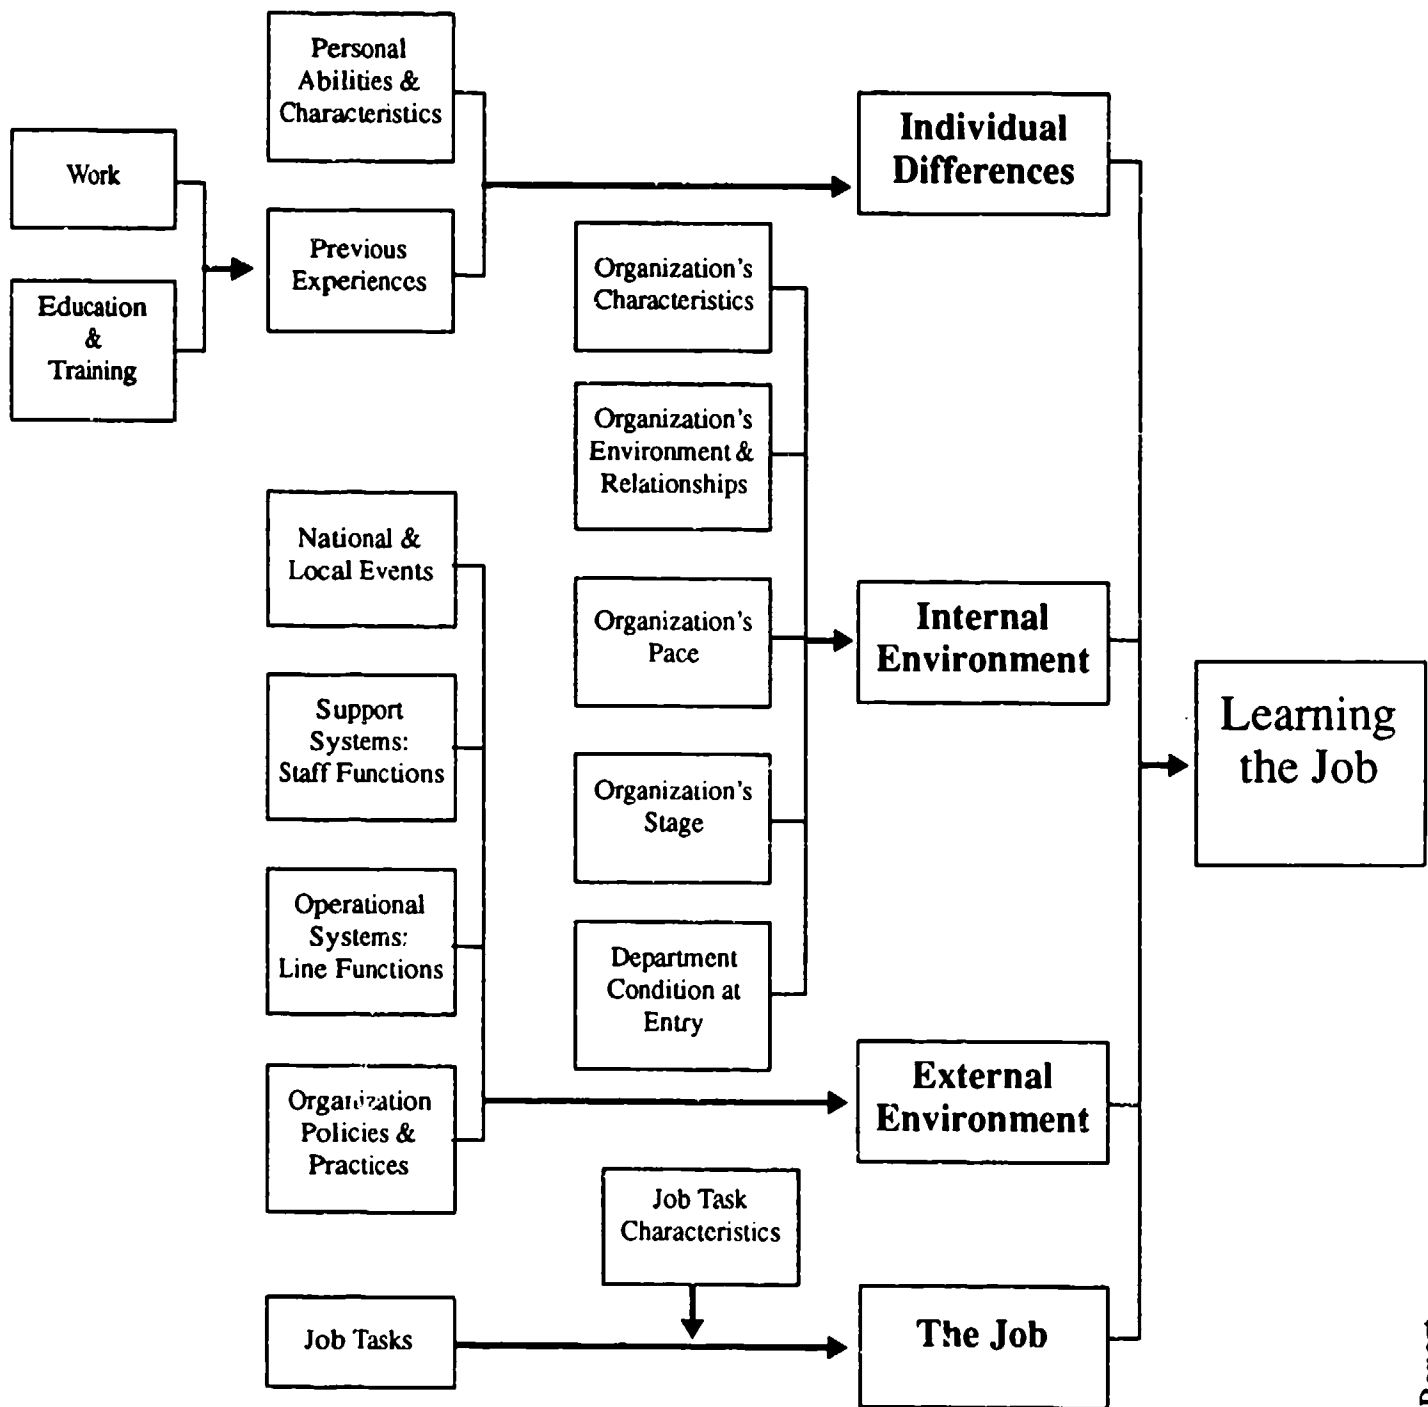 Personal
Abilities &
Characteristics
Work
Education
&
Training
Previous
Experiences
Individual
Differences
Organization's
Characteristics
Organization's
Environment &
Relationships
National &
Local Events
Organization's
Pace
Internal
Environment
Support
Systems:
Staff Functions
Learning
the Job
Organization's
Stage
Operational
Systems:
Line Functions
Department
Condition at
Entry
External
Environment
Organization
Policies &
Practices
Job Task
Characteristics
Job Tasks
The Job
Report